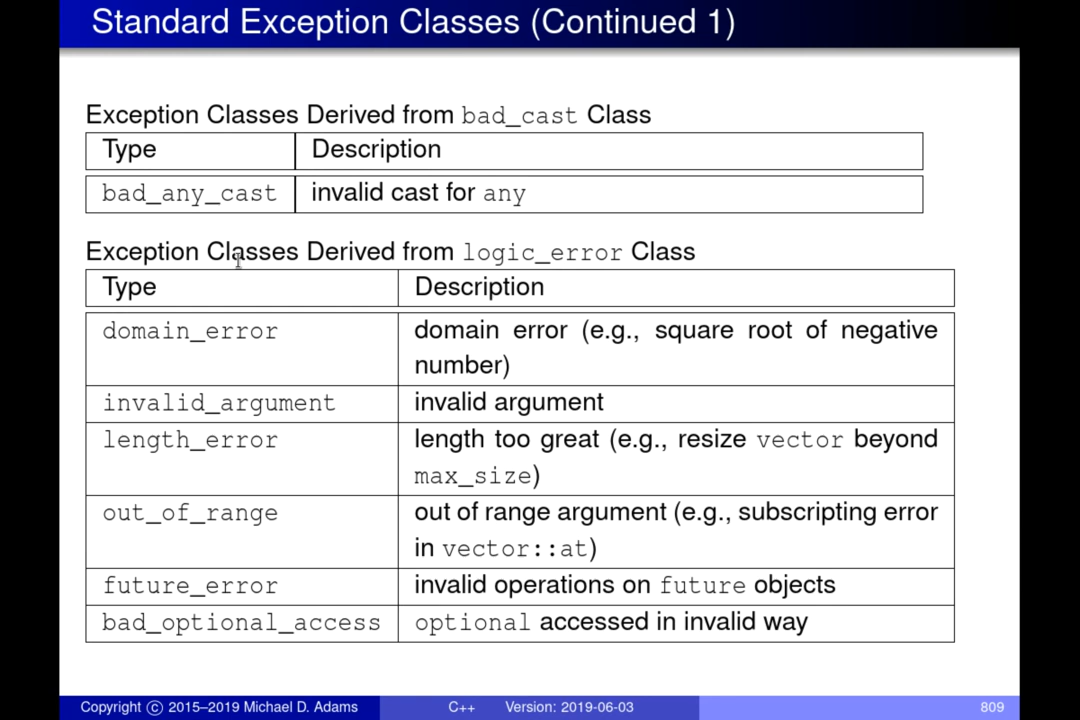 Standard Exception Classes (Continued 1)
Exception Classes Derived from bad_cast Class
Type Description
bad_any_cast invalid cast for any
Exception Classes Derived from logic_error Class
Type Description
domain_error domain error (e.g., square root of negative
number)
invalid_argument invalid argument
length_error length too great (e.g., resize vector beyond
max_size)
out_of_range out of range argument (e.g., subscripting error
in vector::at)
future_error invalid operations on future objects
bad_optional_access optional accessed in invalid way
Copyright © 2015–2019 Michael D. Adams C++ Version: 2019-06-03 809